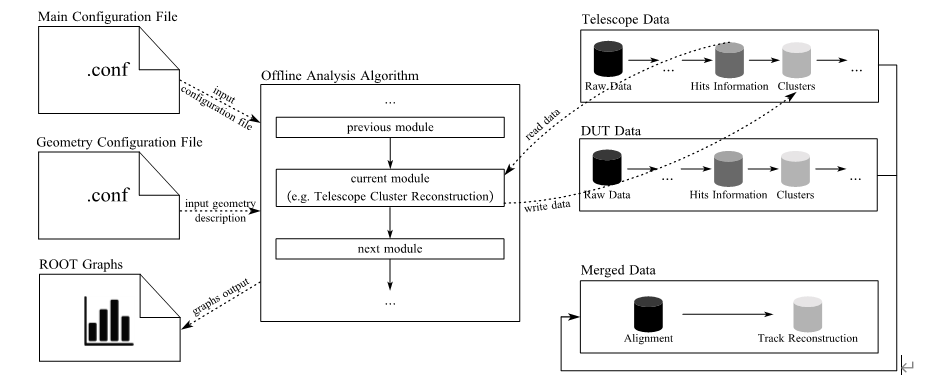 Main Configuration File
.conf
input
configuration file
Geometry Configuration File
.conf
input geometry
description
ROOT Graphs
graphs output
Offline Analysis Algorithm
...
previous module
current module
(e.g. Telescope Cluster Reconstruction)
next module
...
read data
write data
Telescope Data
...
...
Raw Data
Hits Information
Clusters
DUT Data
...
...
Raw Data
Hits Information
Clusters
Merged Data
Alignment
Track Reconstruction